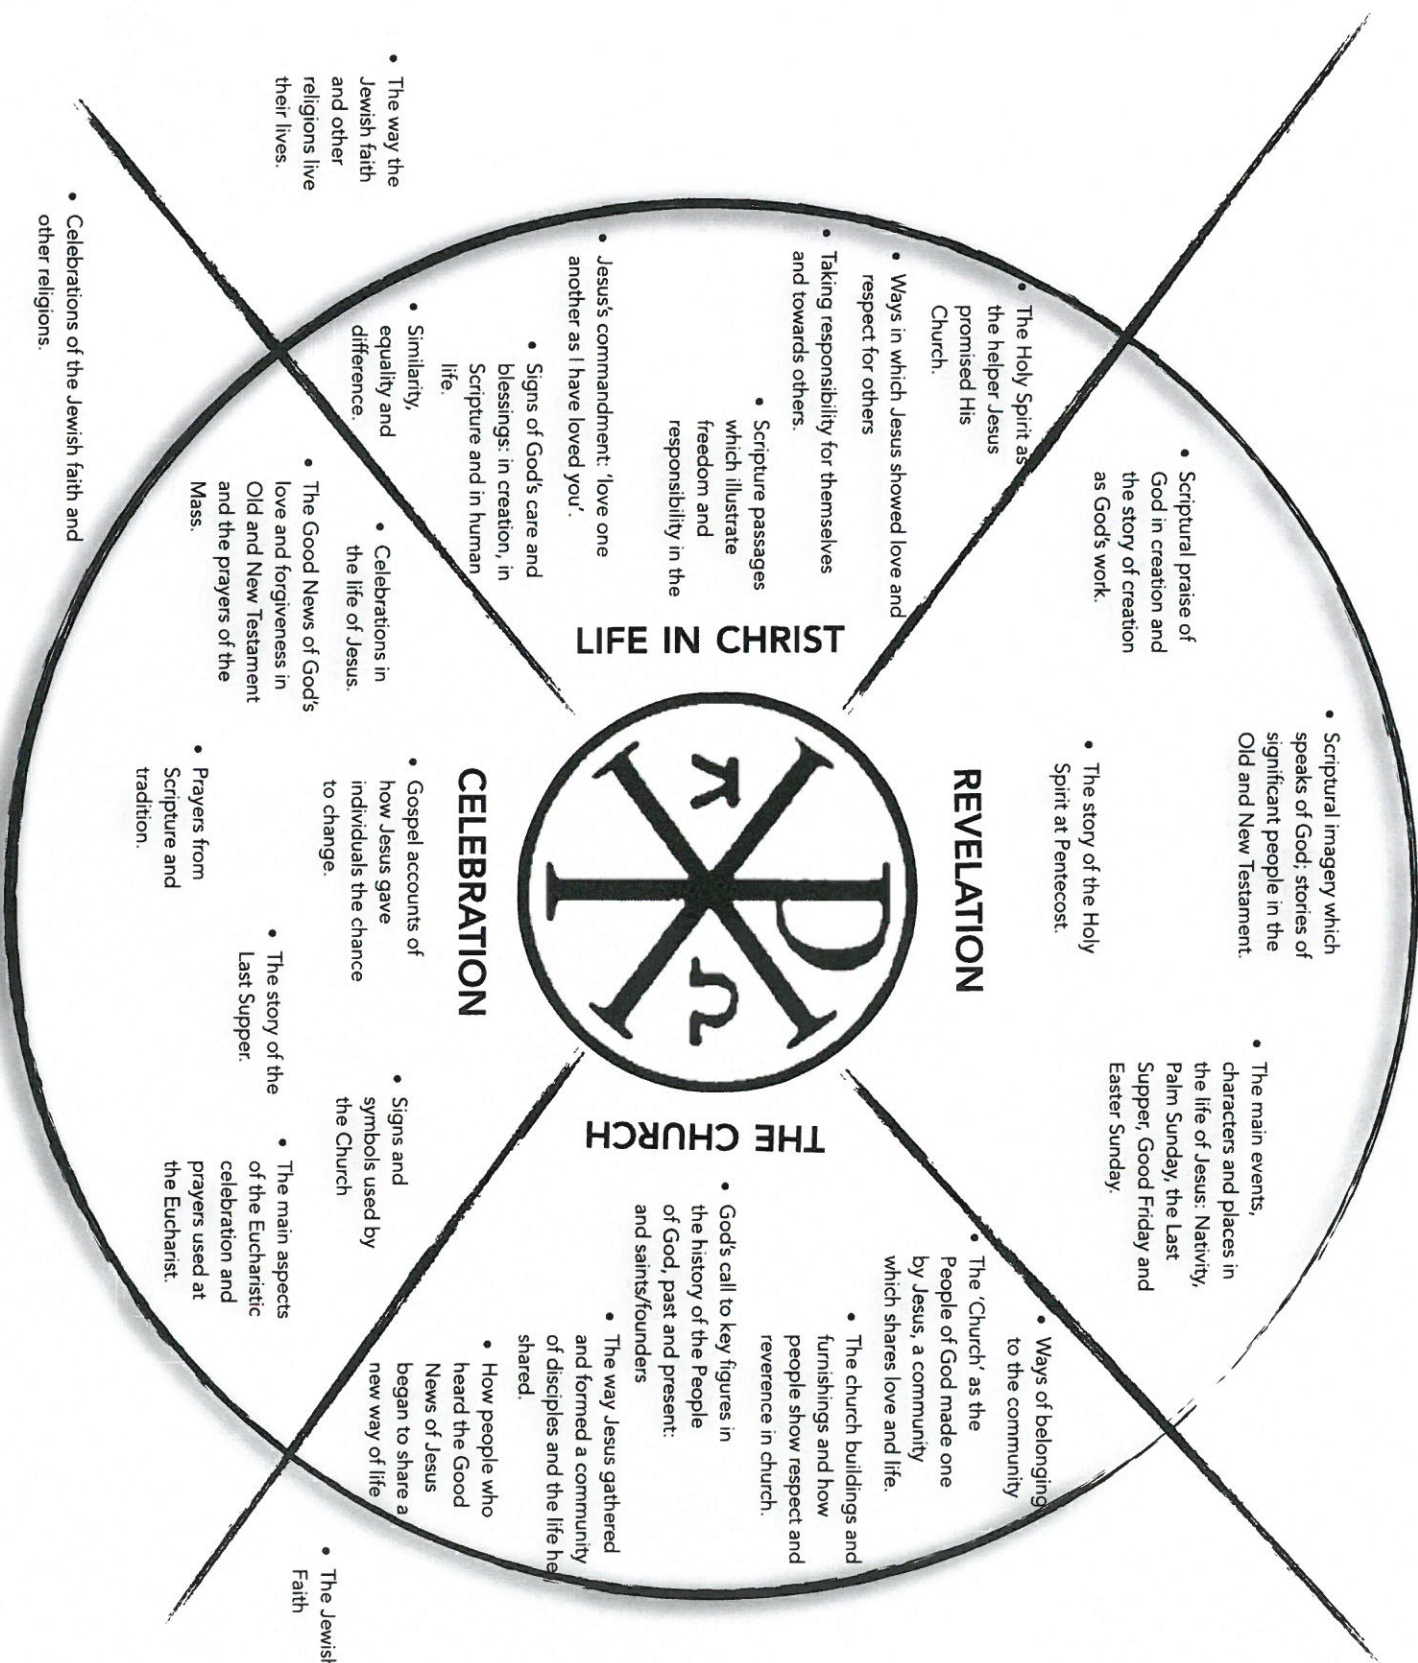 REVELATION
• Scriptural imagery which
speaks of God; stories of
significant people in the
Old and New Testament.
• Scriptural praise of
God in creation and
the story of creation
as God's work.
• The story of the Holy
Spirit at Pentecost.
• The main events,
characters and places in
the life of Jesus: Nativity,
Palm Sunday, the Last
Supper, Good Friday and
Easter Sunday.
THE CHURCH
• Ways of belonging
to the community
• The 'Church' as the
People of God made one
by Jesus, a community
which shares love and life.
• The church buildings and
furnishings and how
people show respect and
reverence in church.
• God's call to key figures in
the history of the People
of God, past and present:
and saints/founders
• The way Jesus gathered
and formed a community
of disciples and the life he
shared.
• How people who
heard the Good
News of Jesus
began to share a
new way of life
• The Jewish
Faith
CELEBRATION
• Gospel accounts of
how Jesus gave
individuals the chance
to change.
• Signs and
symbols used by
the Church
• Celebrations in
the life of Jesus.
• The Good News of God's
love and forgiveness in
Old and New Testament
and the prayers of the
Mass.
• Prayers from
Scripture and
tradition.
• The story of the
Last Supper.
• The main aspects
of the Eucharistic
celebration and
prayers used at
the Eucharist.
• Celebrations of the Jewish faith and
other religions.
LIFE IN CHRIST
• The Holy Spirit as
the helper Jesus
promised His
Church.
• Ways in which Jesus showed love and
respect for others
• Taking responsibility for themselves
and towards others.
• Scripture passages
which illustrate
freedom and
responsibility in the
• Jesus's commandment: 'love one
another as I have loved you'.
• Signs of God's care and
blessings: in creation, in
Scripture and in human
life.
• Similarity,
equality and
difference.
• The way the
Jewish faith
and other
religions live
their lives.